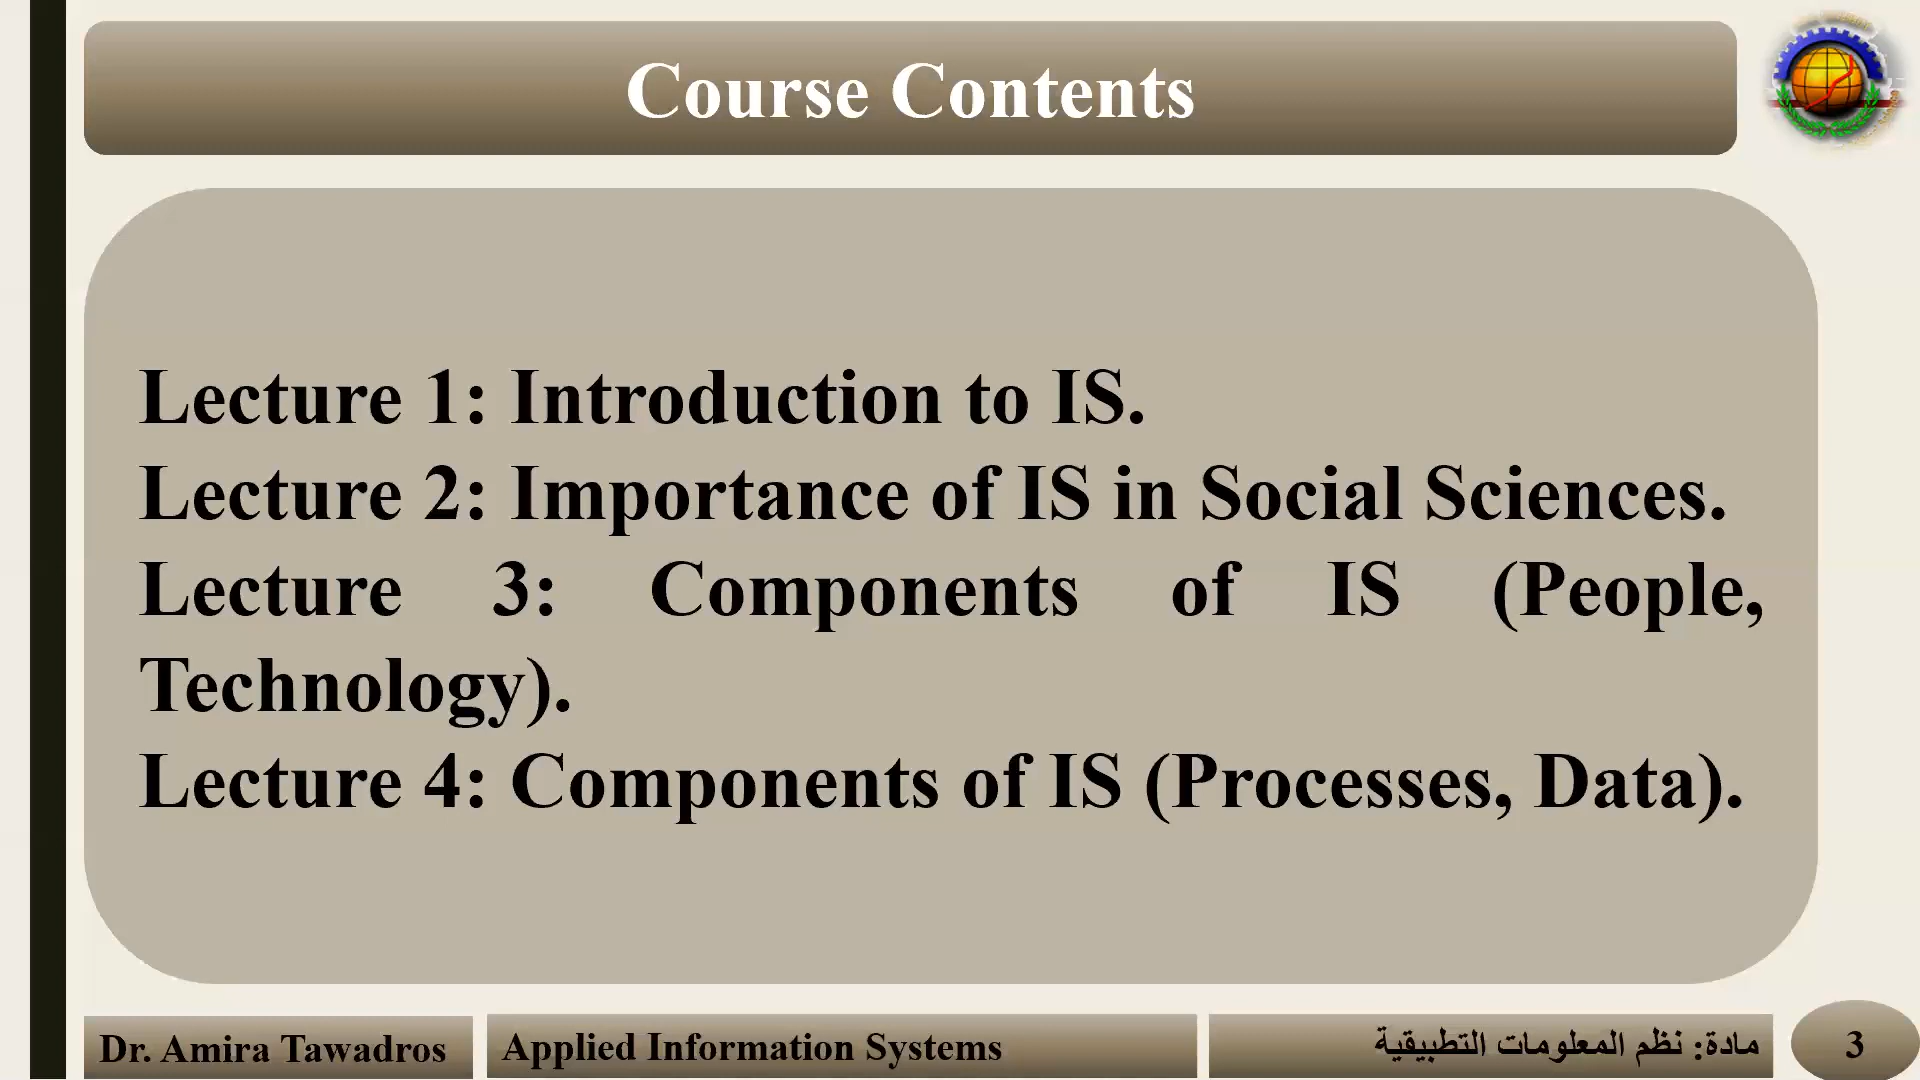 Course Contents
Lecture 1: Introduction to IS.
Lecture 2: Importance of IS in Social Sciences.
Lecture 3: Components of IS (People,
Technology).
Lecture 4: Components of IS (Processes, Data).
Dr. Amira Tawadros
Applied Information Systems
مادة: نظم المعلومات التطبيقية
3